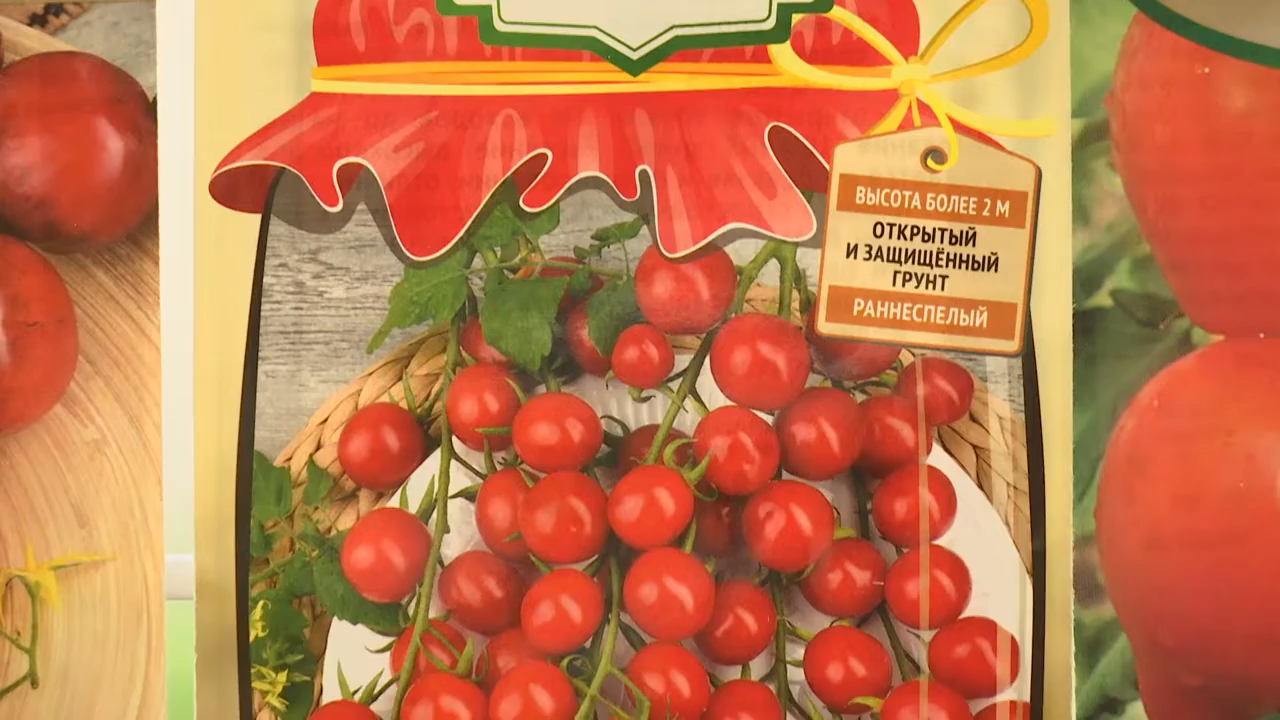 ВЫСОТА БОЛЕЕ 2 М
ОТКРЫТЫЙ
И ЗАЩИЩЁННЫЙ
ГРУНТ
РАННЕСПЕЛЫЙ